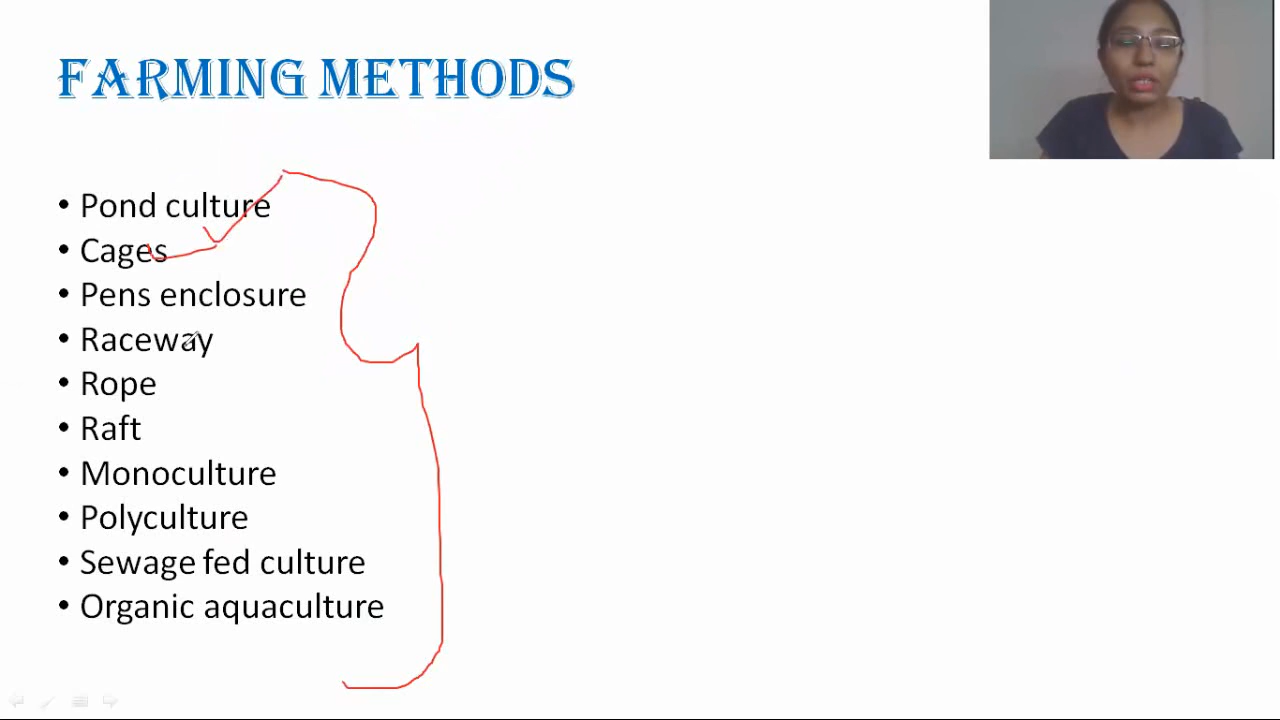 FARMING METHODS
• Pond culture
• Cages
• Pens enclosure
• Raceway
• Rope
• Raft
• Monoculture
• Polyculture
• Sewage fed culture
• Organic aquaculture